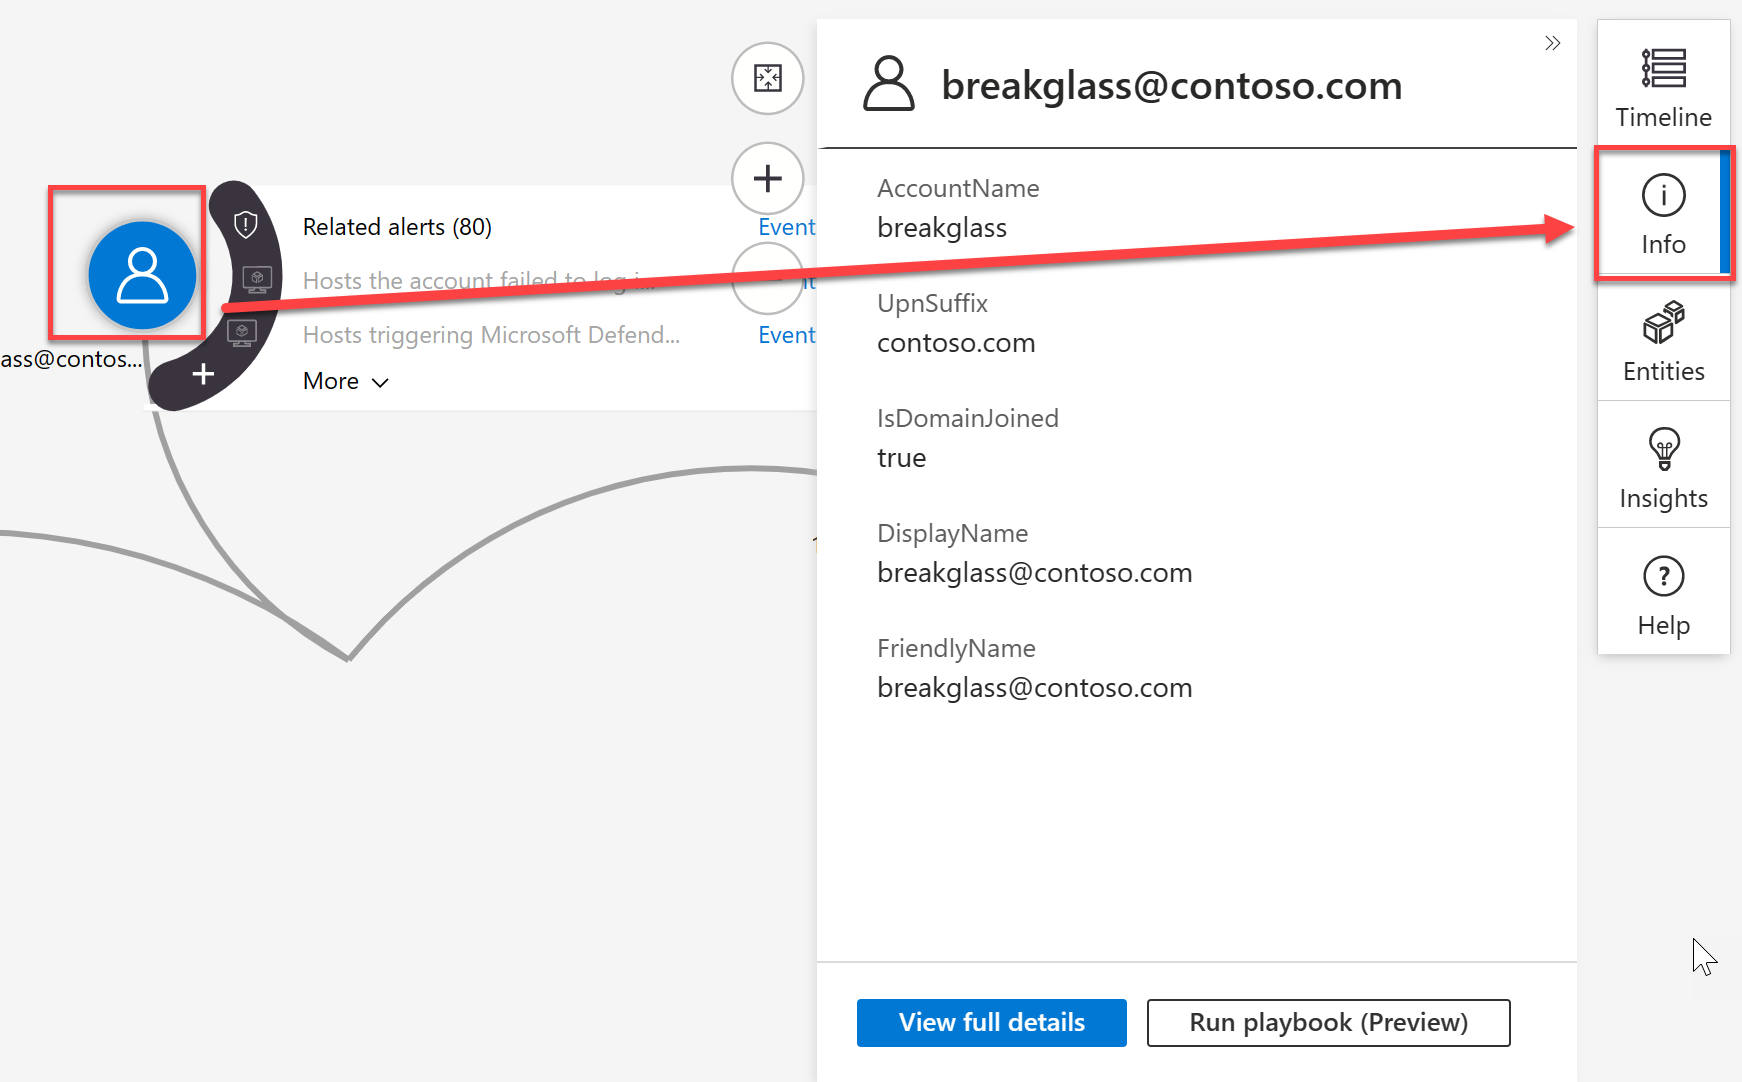 breakglass@contoso.com
Timeline
Info
Entities
Insights
Help
Related alerts (80)
Event
Hosts the account failed to log i...
Hosts triggering Microsoft Defend...
Event
More
ass@contos...
AccountName
breakglass
UpnSuffix
contoso.com
IsDomainJoined
true
DisplayName
breakglass@contoso.com
FriendlyName
breakglass@contoso.com
View full details
Run playbook (Preview)